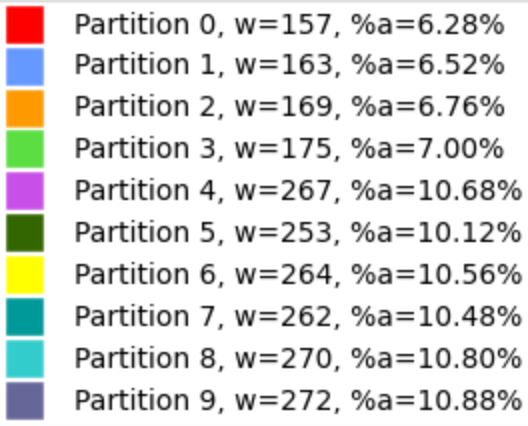 Partition 0, w=157, %a=6.28%
Partition 1, w=163, %a=6.52%
Partition 2, w=169, %a=6.76%
Partition 3, w=175, %a=7.00%
Partition 4, w=267, %a=10.68%
Partition 5, w=253, %a=10.12%
Partition 6, w=264, %a=10.56%
Partition 7, w=262, %a=10.48%
Partition 8, w=270, %a=10.80%
Partition 9, w=272, %a=10.88%